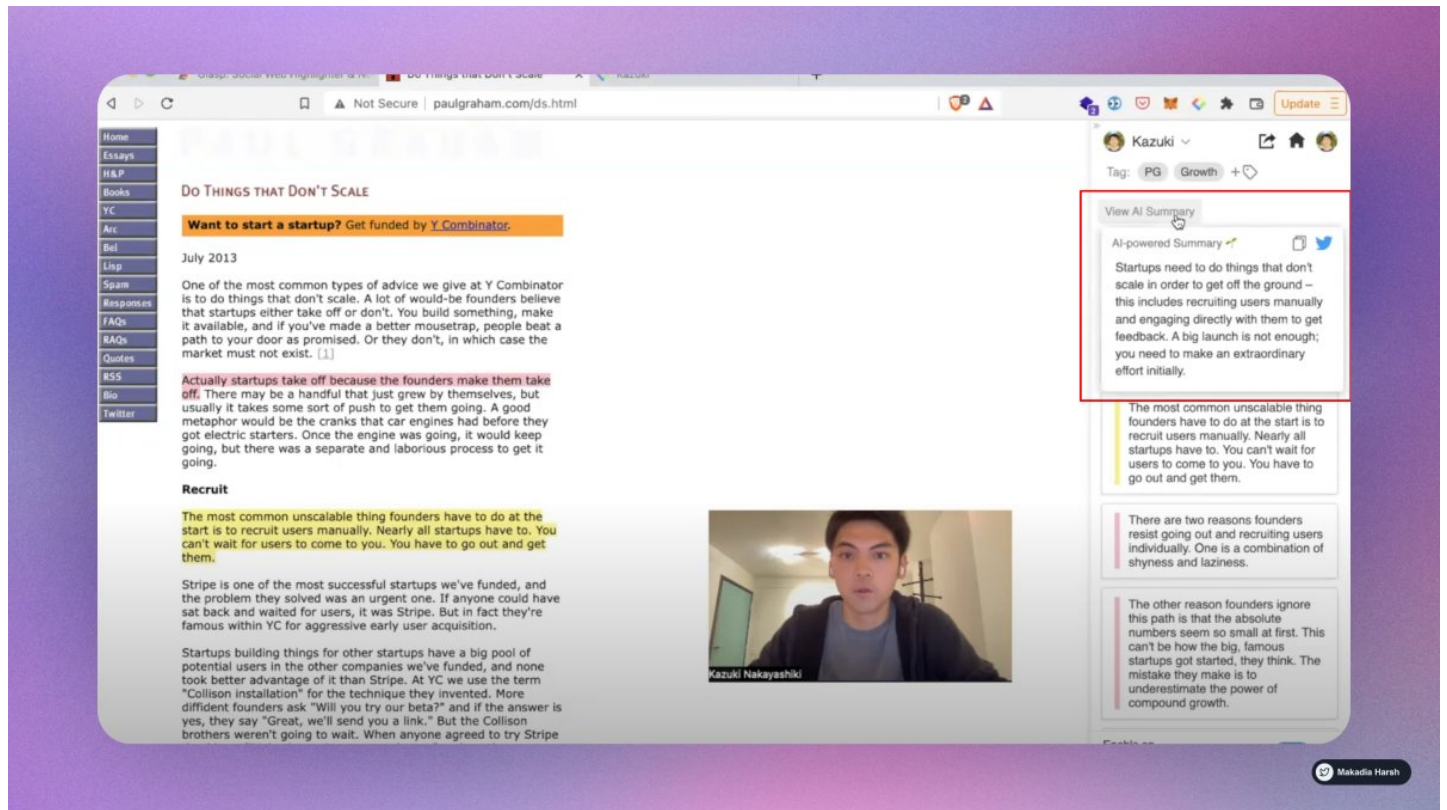 Glasp: Social Web Highlighter & N.
Do Things that Don't Scale
×
Kazuki
+
Not Secure | paulgraham.com/ds.html
2
2
Update
Home
Essays
H&P
Books
YC
Arc
Bel
Lisp
Spam
Responses
FAQs
RAQs
Quotes
RSS
Bio
Twitter
PAUL GRAHAM
DO THINGS THAT DON'T SCALE
Want to start a startup? Get funded by Y Combinator.
July 2013
One of the most common types of advice we give at Y Combinator
is to do things that don't scale. A lot of would-be founders believe
that startups either take off or don't. You build something, make
it available, and if you've made a better mousetrap, people beat a
path to your door as promised. Or they don't, in which case the
market must not exist. [1]
Actually startups take off because the founders make them take
off. There may be a handful that just grew by themselves, but
usually it takes some sort of push to get them going. A good
metaphor would be the cranks that car engines had before they
got electric starters. Once the engine was going, it would keep
going, but there was a separate and laborious process to get it
going.
Recruit
The most common unscalable thing founders have to do at the
start is to recruit users manually. Nearly all startups have to. You
can't wait for users to come to you. You have to go out and get
them.
Stripe is one of the most successful startups we've funded, and
the problem they solved was an urgent one. If anyone could have
sat back and waited for users, it was Stripe. But in fact they're
famous within YC for aggressive early user acquisition.
Startups building things for other startups have a big pool of
potential users in the other companies we've funded, and none
took better advantage of it than Stripe. At YC we use the term
"Collison installation" for the technique they invented. More
diffident founders ask "Will you try our beta?" and if the answer is
yes, they say "Great, we'll send you a link." But the Collison
brothers weren't going to wait. When anyone agreed to try Stripe
Kazuki Nakayashiki
Kazuki
Tag: PG Growth +
View AI Summary
AI-powered Summary
Startups need to do things that don't
scale in order to get off the ground –
this includes recruiting users manually
and engaging directly with them to get
feedback. A big launch is not enough;
you need to make an extraordinary
effort initially.
The most common unscalable thing
founders have to do at the start is to
recruit users manually. Nearly all
startups have to. You can't wait for
users to come to you. You have to
go out and get them.
There are two reasons founders
resist going out and recruiting users
individually. One is a combination of
shyness and laziness.
The other reason founders ignore
this path is that the absolute
numbers seem so small at first. This
can't be how the big, famous
startups got started, they think. The
mistake they make is to
underestimate the power of
compound growth.
Enable on
Makadia Harsh